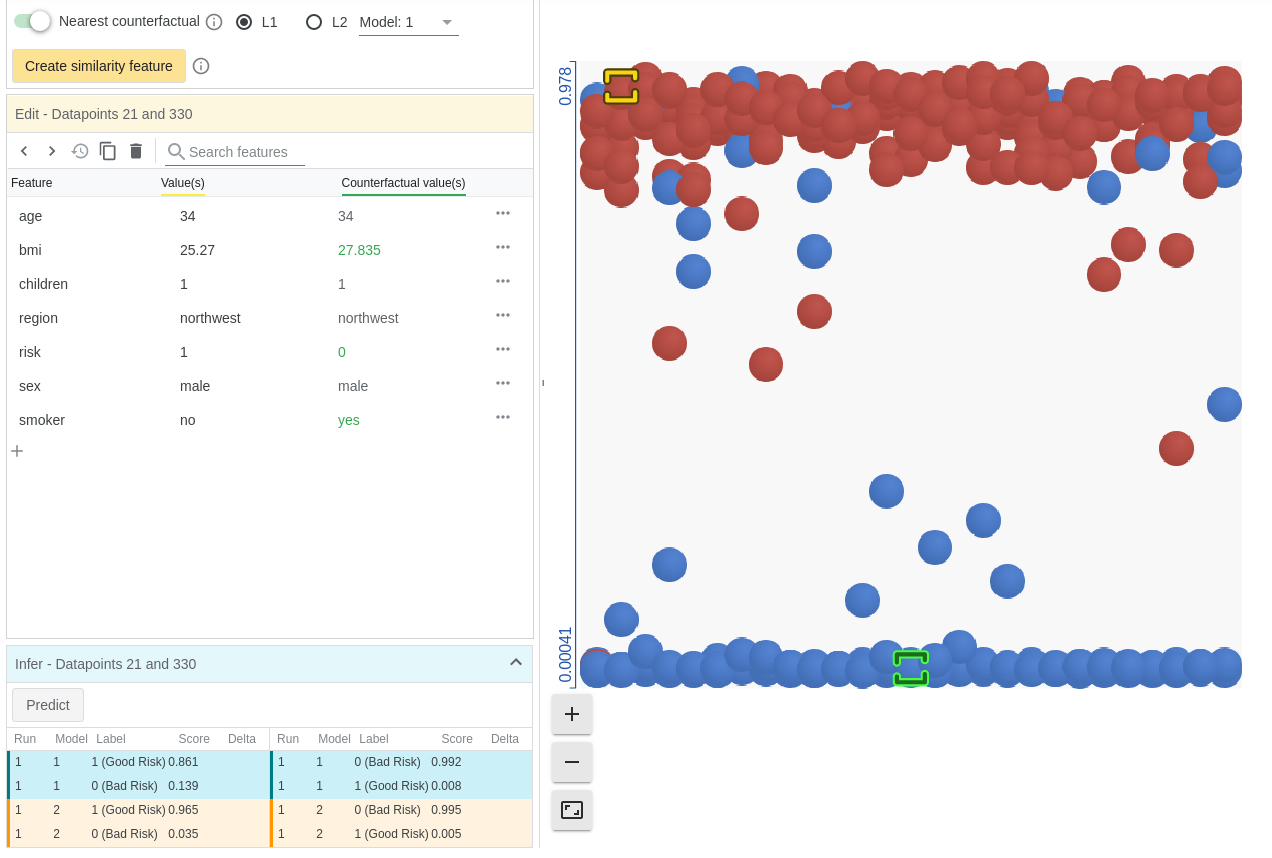 Nearest counterfactual L1 L2 Model: 1
Create similarity feature
Edit - Datapoints 21 and 330
Search features
Feature Value(s) Counterfactual value(s)
age 34 34
bmi 25.27 27.835
children 1 1
region northwest northwest
risk 1 0
sex male male
smoker no yes
Infer - Datapoints 21 and 330
Predict
Run Model Label Score Delta Run Model Label Score Delta
1 1 1 (Good Risk) 0.861 1 1 0 (Bad Risk) 0.992
1 1 0 (Bad Risk) 0.139 1 1 1 (Good Risk) 0.008
1 2 1 (Good Risk) 0.965 1 2 0 (Bad Risk) 0.995
1 2 0 (Bad Risk) 0.035 1 2 1 (Good Risk) 0.005
0.978
0.00041